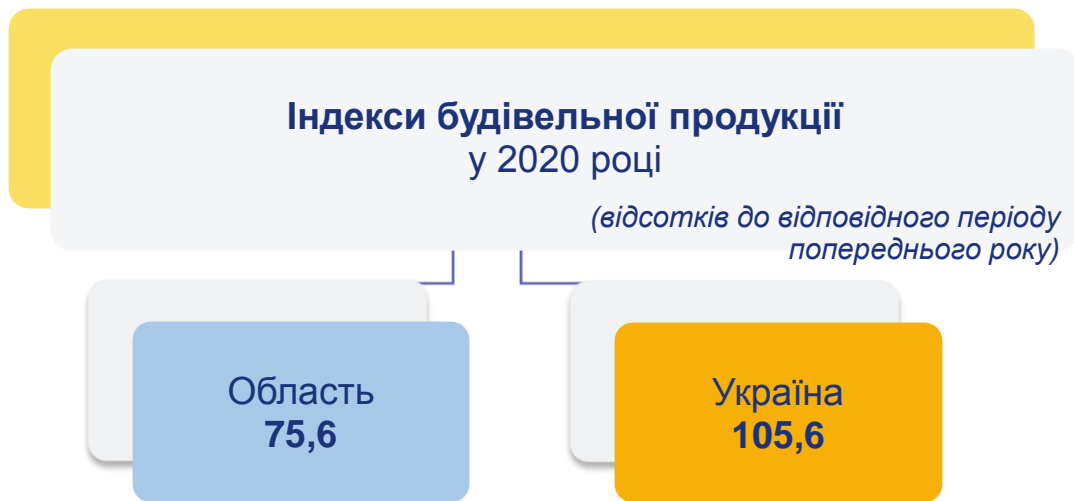 Індекси будівельної продукції
у 2020 році
(відсотків до відповідного періоду
попереднього року)
Область
75,6
Україна
105,6